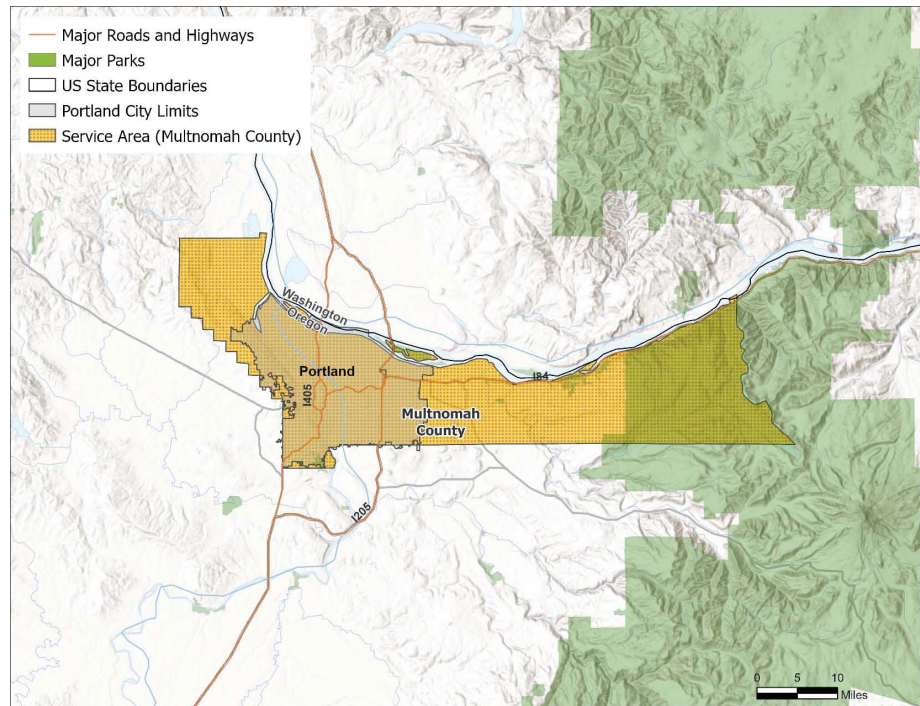 Major Roads and Highways
Major Parks
US State Boundaries
Portland City Limits
Service Area (Multnomah County)
Washington
Oregon
Portland
I405
I84
Multnomah
County
I205
0 5 10
Miles